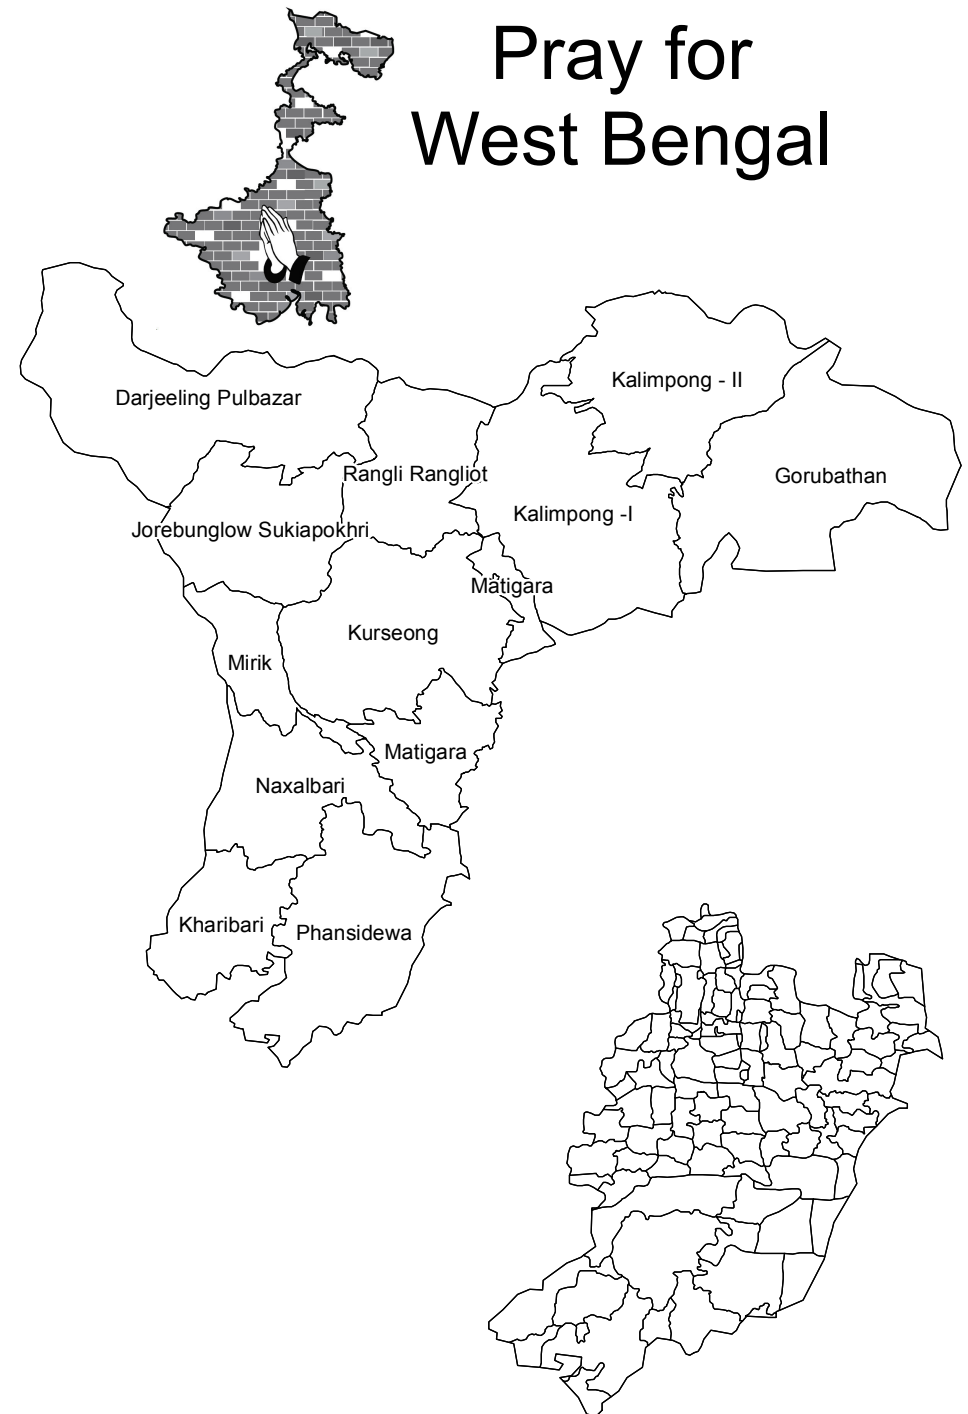 Pray for
West Bengal
Kalimpong - II
Darjeeling Pulbazar
Rangli Rangliot
Gorubathan
Kalimpong -I
Jorebunglow Sukiapokhri
Matigara
Kurseong
Mirik
Matigara
Naxalbari
Kharibari
Phansidewa